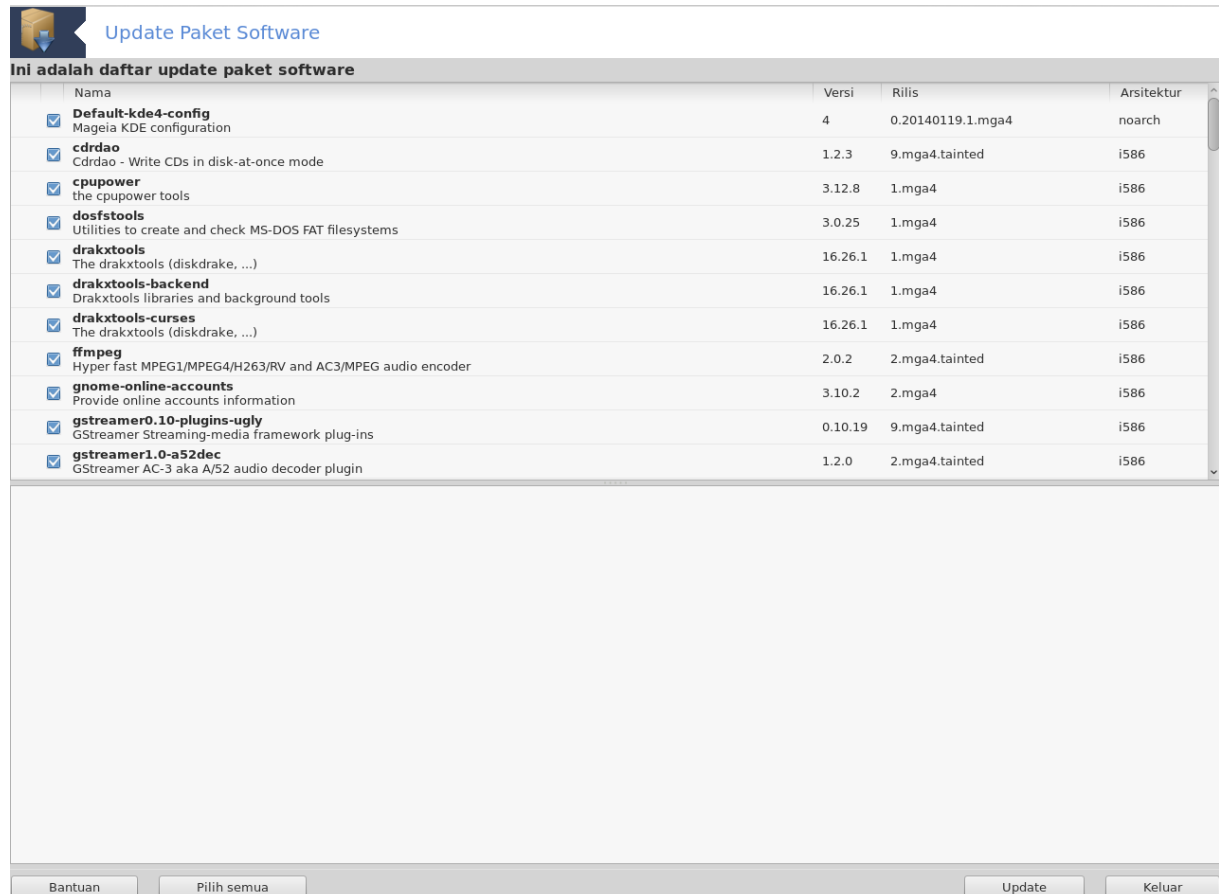 Update Paket Software
Ini adalah daftar update paket software
Nama Versi Rilis Arsitektur
Default-kde4-config
Mageia KDE configuration
4 0.20140119.1.mga4 noarch
cdrdao
Cdrdao - Write CDs in disk-at-once mode
1.2.3 9.mga4.tainted i586
cpupower
the cpupower tools
3.12.8 1.mga4 i586
dosfstools
Utilities to create and check MS-DOS FAT filesystems
3.0.25 1.mga4 i586
drakxtools
The drakxtools (diskdrake, ...)
16.26.1 1.mga4 i586
drakxtools-backend
Drakxtools libraries and background tools
16.26.1 1.mga4 i586
drakxtools-curses
The drakxtools (diskdrake, ...)
16.26.1 1.mga4 i586
ffmpeg
Hyper fast MPEG1/MPEG4/H263/RV and AC3/MPEG audio encoder
2.0.2 2.mga4.tainted i586
gnome-online-accounts
Provide online accounts information
3.10.2 2.mga4 i586
gstreamer0.10-plugins-ugly
GStreamer Streaming-media framework plug-ins
0.10.19 9.mga4.tainted i586
gstreamer1.0-a52dec
GStreamer AC-3 aka A/52 audio decoder plugin
1.2.0 2.mga4.tainted i586
Bantuan Pilih semua Update Keluar